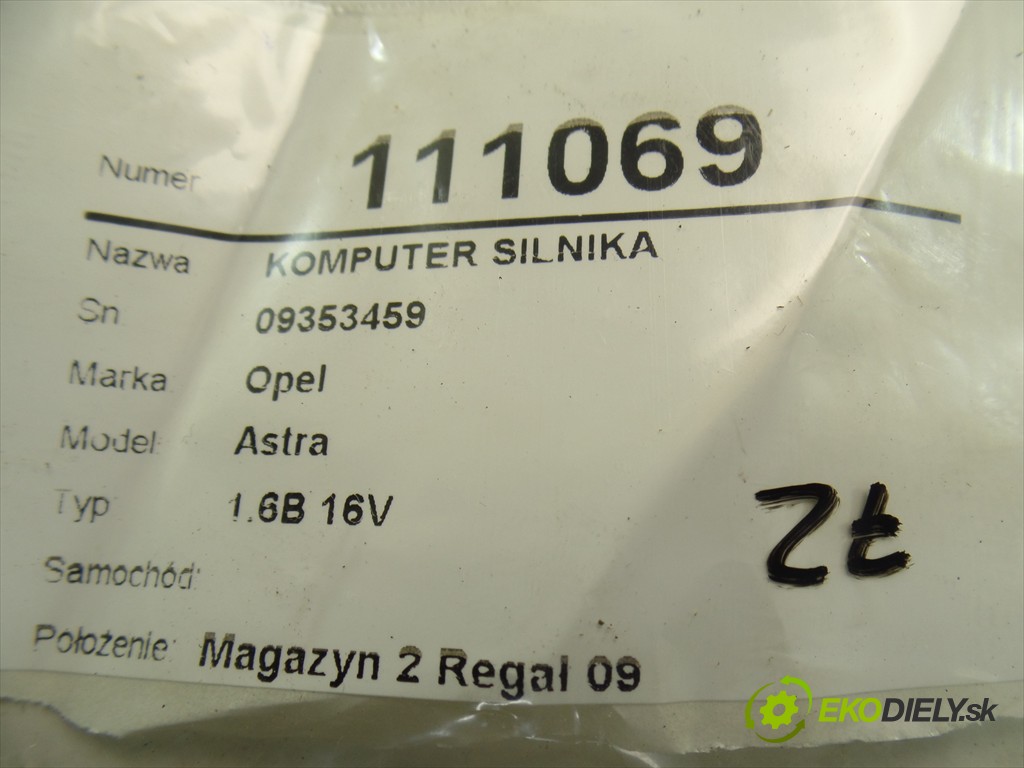 Numer 111069
Nazwa KOMPUTER SILNIKA
Sn 09353459
Marka Opel
Model: Astra
Typ 1.6B 16V
Zł
Samochód:
Położenie: Magazyn 2 Regał 09
EKODIELY.sk